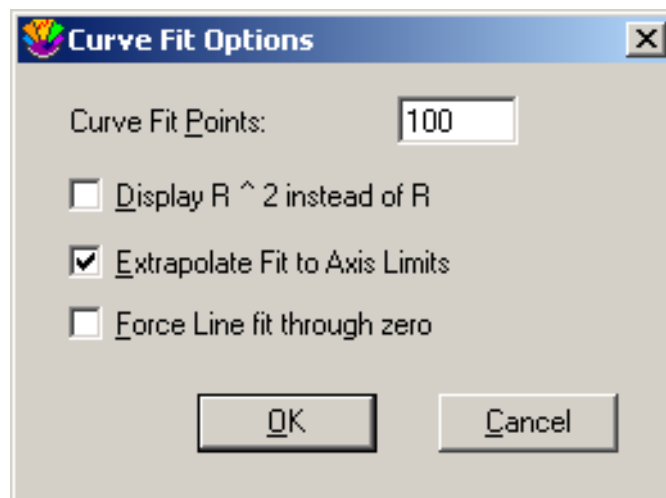 Curve Fit Options
Curve Fit Points: 100
Display R ^ 2 instead of R
Extrapolate Fit to Axis Limits
Force Line fit through zero
OK Cancel